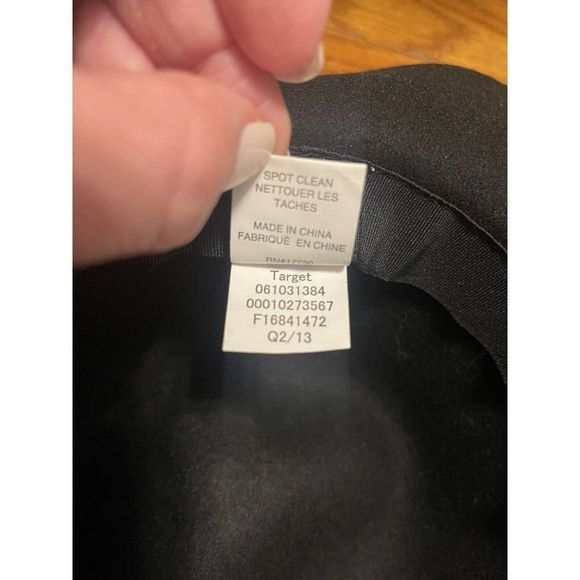 SPOT CLEAN
NETTOUER LES
TACHES
MADE IN CHINA
FABRIQUÉ EN CHINE
Target
061031384
00010273567
F16841472
Q2/13